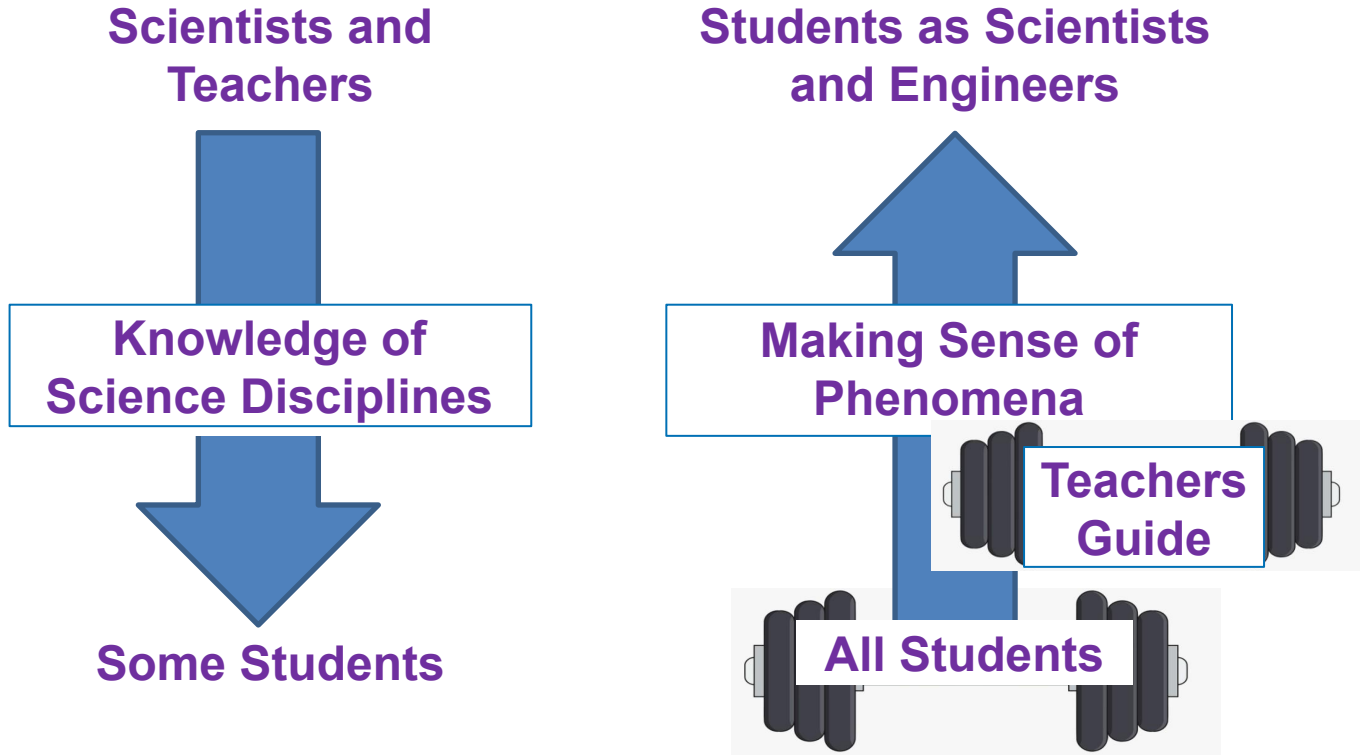 Scientists and
Teachers
Knowledge of
Science Disciplines
Some Students
Students as Scientists
and Engineers
Making Sense of
Phenomena
Teachers
Guide
All Students